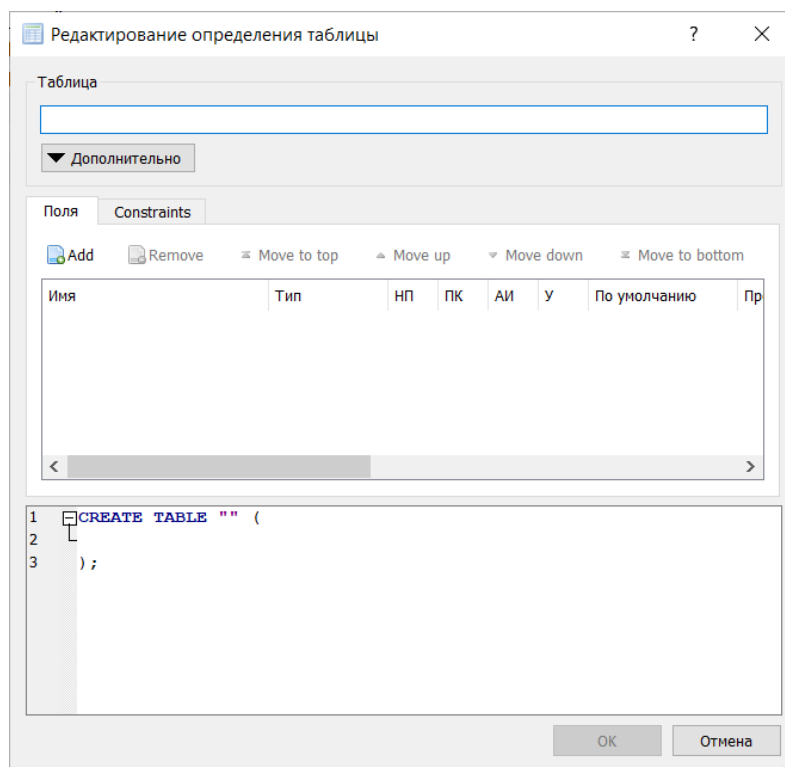 Редактирование определения таблицы ? ×
Таблица
Дополнительно
Поля Constraints
Add Remove Move to top Move up Move down Move to bottom
Имя Тип НП ПК АИ У По умолчанию Пр
1 CREATE TABLE "" (
2
3 );
OK Отмена